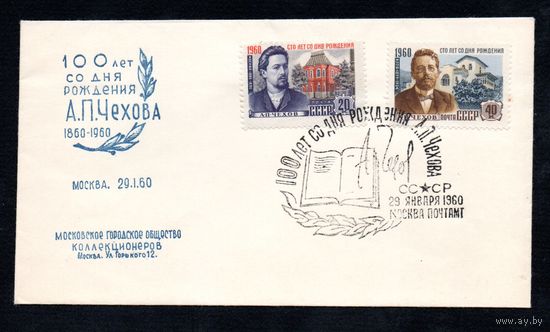 100 ЛЕТ
СО ДНЯ
РОЖДЕНИЯ
А.П.ЧЕХОВА
1860-1960
МОСКВА. 29.1.60
МОСКОВСКОЕ ГОРОДСКОЕ ОБЩЕСТВО
КОЛЛЕКЦИОНЕРОВ
МОСКВА. УЛ. ГОРЬКОГО 12.
1960
СТО ЛЕТ СО ДНЯ РОЖДЕНИЯ
А.П.ЧЕХОВ
СССР
20
1960
СТО ЛЕТ СО ДНЯ РОЖДЕНИЯ
ЧЕХОВ
ПОЧТА СССР
40
100 ЛЕТ СО ДНЯ РОЖДЕНИЯ А.П.ЧЕХОВА
СС★СР
29 ЯНВАРЯ 1960
МОСКВА ПОЧТАМТ
www.ay.by